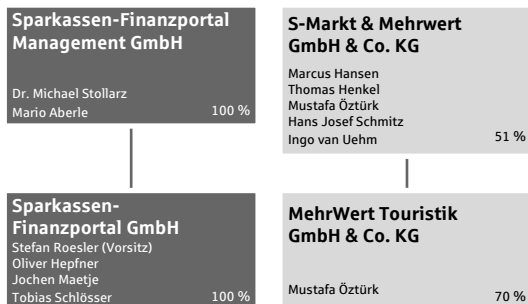 Sparkassen-Finanzportal
Management GmbH
Dr. Michael Stollarz
Mario Aberle 100 %
Sparkassen-
Finanzportal GmbH
Stefan Roesler (Vorsitz)
Oliver Hepfner
Jochen Maetje
Tobias Schlösser 100 %
S-Markt & Mehrwert
GmbH & Co. KG
Marcus Hansen
Thomas Henkel
Mustafa Öztürk
Hans Josef Schmitz
Ingo van Uehm 51 %
MehrWert Touristik
GmbH & Co. KG
Mustafa Öztürk 70 %